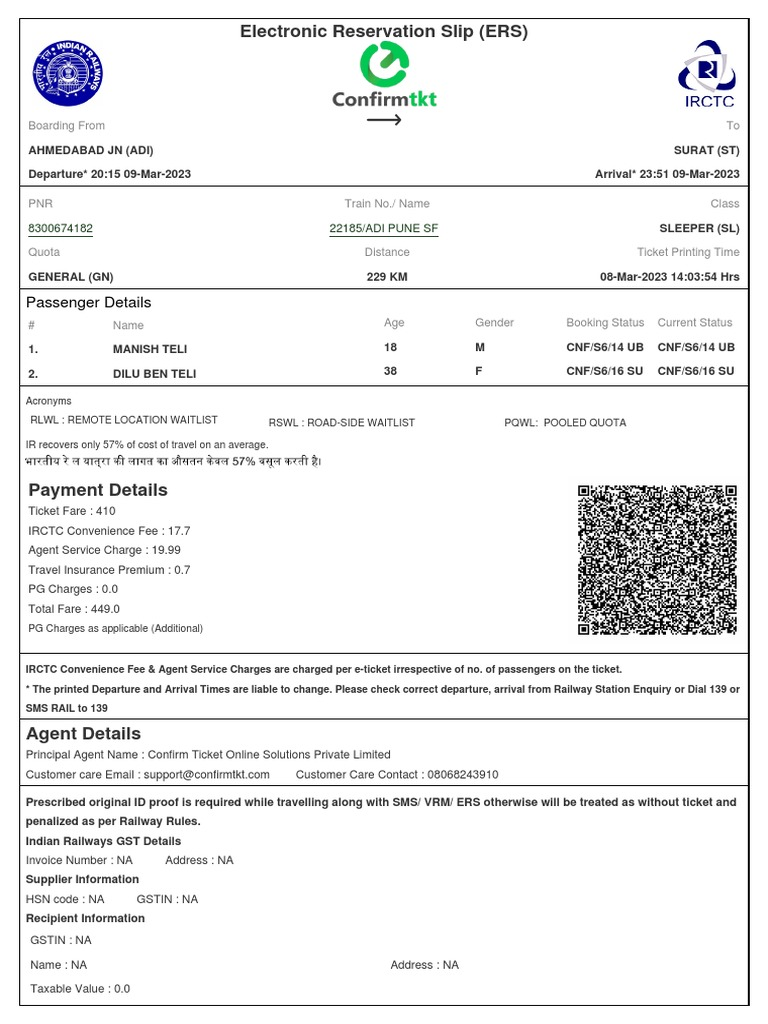 Electronic Reservation Slip (ERS)
INDIAN RAILWAYS
भारतीय रेल
Confirmtkt
IRCTC
Boarding From To
AHMEDABAD JN (ADI) SURAT (ST)
Departure* 20:15 09-Mar-2023 Arrival* 23:51 09-Mar-2023
PNR Train No./ Name Class
8300674182 22185/ADI PUNE SF SLEEPER (SL)
Quota Distance Ticket Printing Time
GENERAL (GN) 229 KM 08-Mar-2023 14:03:54 Hrs
Passenger Details
# Name Age Gender Booking Status Current Status
1. MANISH TELI 18 M CNF/S6/14 UB CNF/S6/14 UB
2. DILU BEN TELI 38 F CNF/S6/16 SU CNF/S6/16 SU
Acronyms
RLWL : REMOTE LOCATION WAITLIST RSWL : ROAD-SIDE WAITLIST PQWL: POOLED QUOTA
IR recovers only 57% of cost of travel on an average.
भारतीय रे ल यात्रा की लागत का औसतन केवल 57% वसूल करती है।
Payment Details
Ticket Fare : 410
IRCTC Convenience Fee : 17.7
Agent Service Charge : 19.99
Travel Insurance Premium : 0.7
PG Charges : 0.0
Total Fare : 449.0
PG Charges as applicable (Additional)
IRCTC Convenience Fee & Agent Service Charges are charged per e-ticket irrespective of no. of passengers on the ticket.
* The printed Departure and Arrival Times are liable to change. Please check correct departure, arrival from Railway Station Enquiry or Dial 139 or
SMS RAIL to 139
Agent Details
Principal Agent Name : Confirm Ticket Online Solutions Private Limited
Customer care Email : support@confirmtkt.com Customer Care Contact : 08068243910
Prescribed original ID proof is required while travelling along with SMS/ VRM/ ERS otherwise will be treated as without ticket and
penalized as per Railway Rules.
Indian Railways GST Details
Invoice Number : NA Address : NA
Supplier Information
HSN code : NA GSTIN : NA
Recipient Information
GSTIN : NA
Name : NA Address : NA
Taxable Value : 0.0